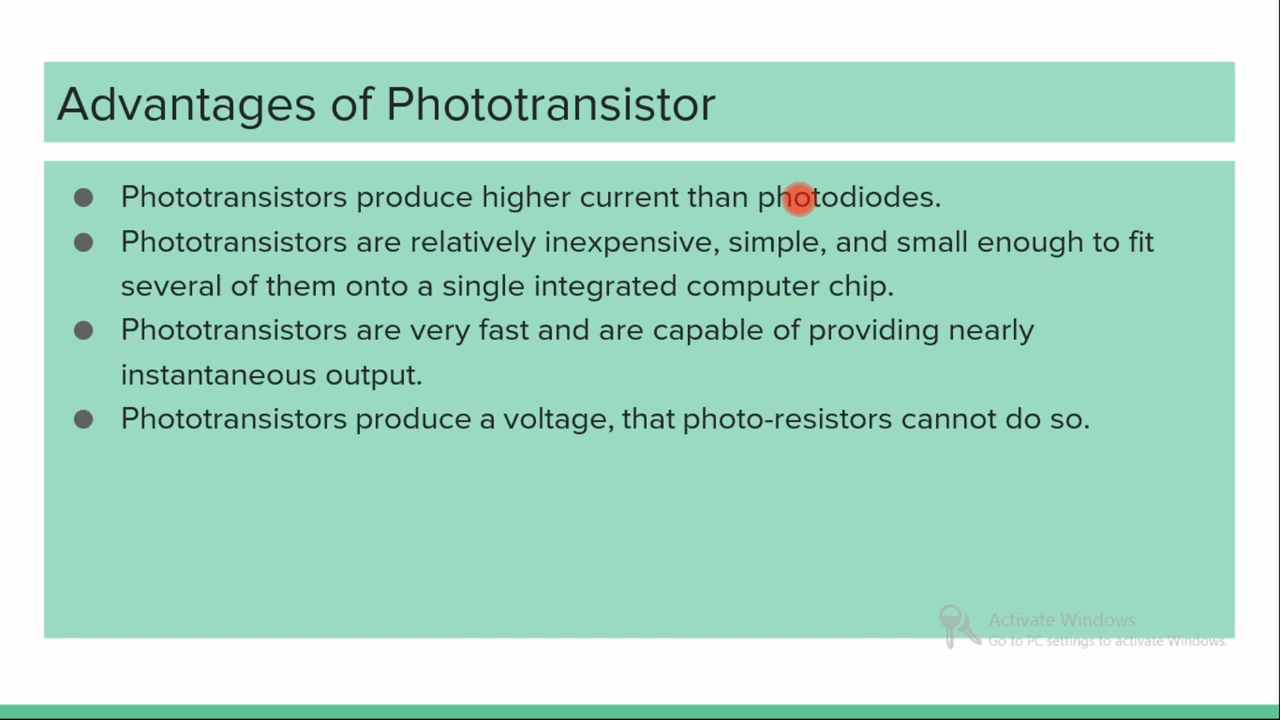 Advantages of Phototransistor
● Phototransistors produce higher current than photodiodes.
● Phototransistors are relatively inexpensive, simple, and small enough to fit
several of them onto a single integrated computer chip.
● Phototransistors are very fast and are capable of providing nearly
instantaneous output.
● Phototransistors produce a voltage, that photo-resistors cannot do so.
Activate Windows
Go to PC settings to activate Windows.